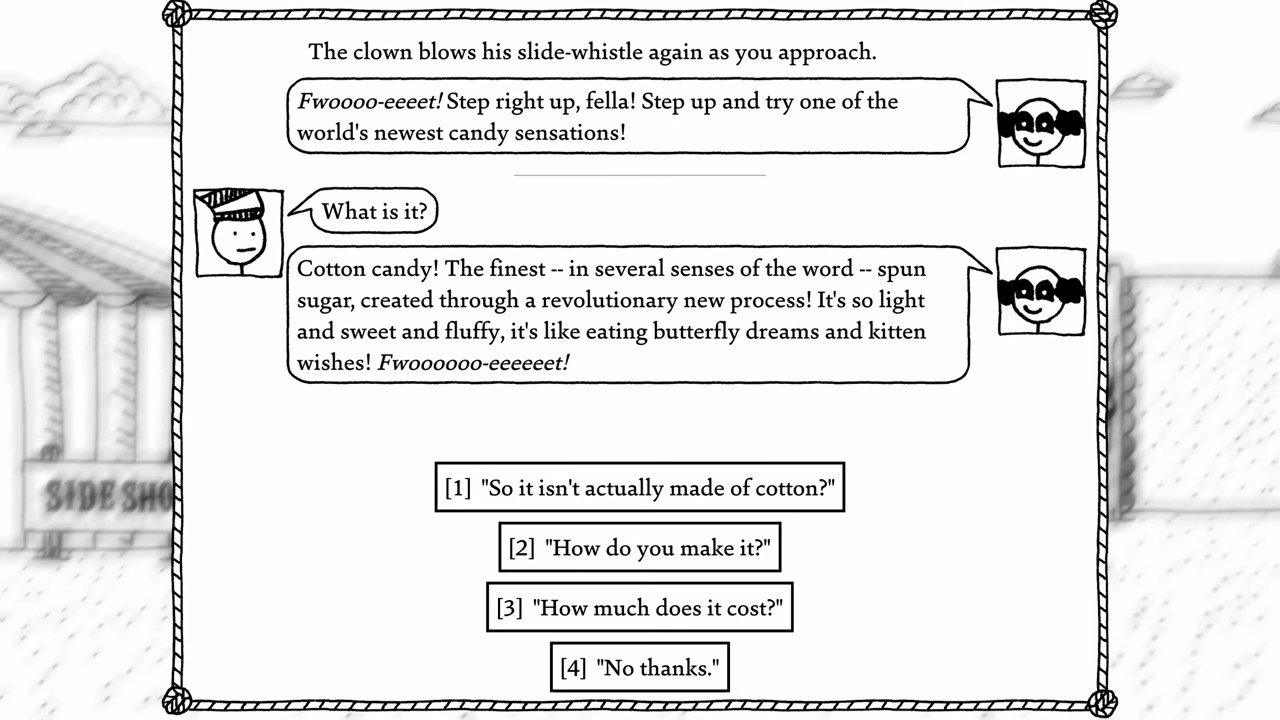 The clown blows his slide-whistle again as you approach.
Fwoooo-eeeet! Step right up, fella! Step up and try one of the
world's newest candy sensations!
What is it?
Cotton candy! The finest -- in several senses of the word -- spun
sugar, created through a revolutionary new process! It's so light
and sweet and fluffy, it's like eating butterfly dreams and kitten
wishes! Fwoooooo-eeeeeet!
SIDE SHO
[1] "So it isn't actually made of cotton?"
[2] "How do you make it?"
[3] "How much does it cost?"
[4] "No thanks."